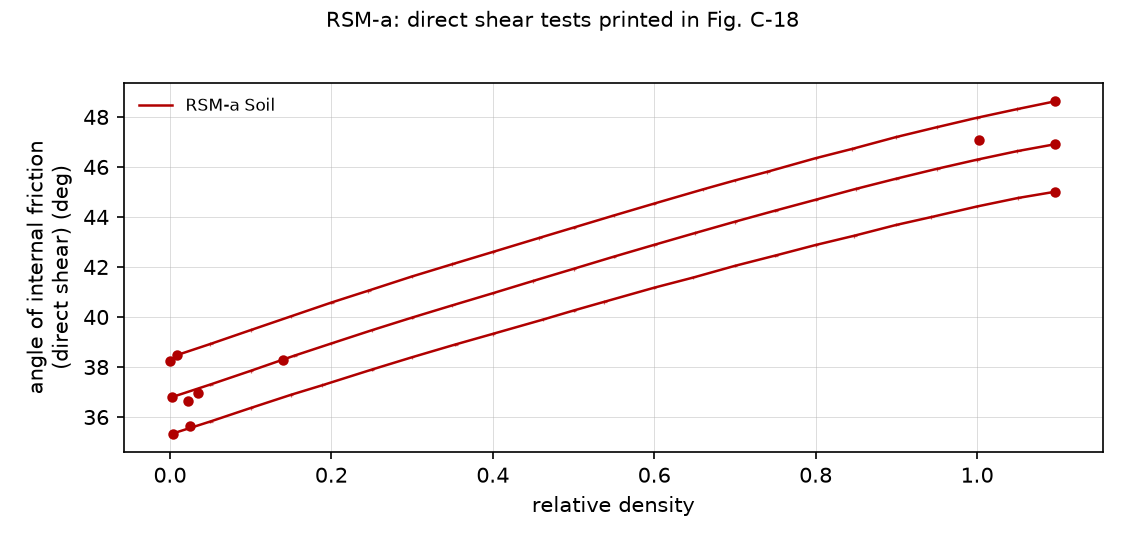 RSM-a: direct shear tests printed in Fig. C-18
RSM-a Soil
48
46
44
42
40
38
36
angle of internal friction
(direct shear) (deg)
0.0 0.2 0.4 0.6 0.8 1.0
relative density